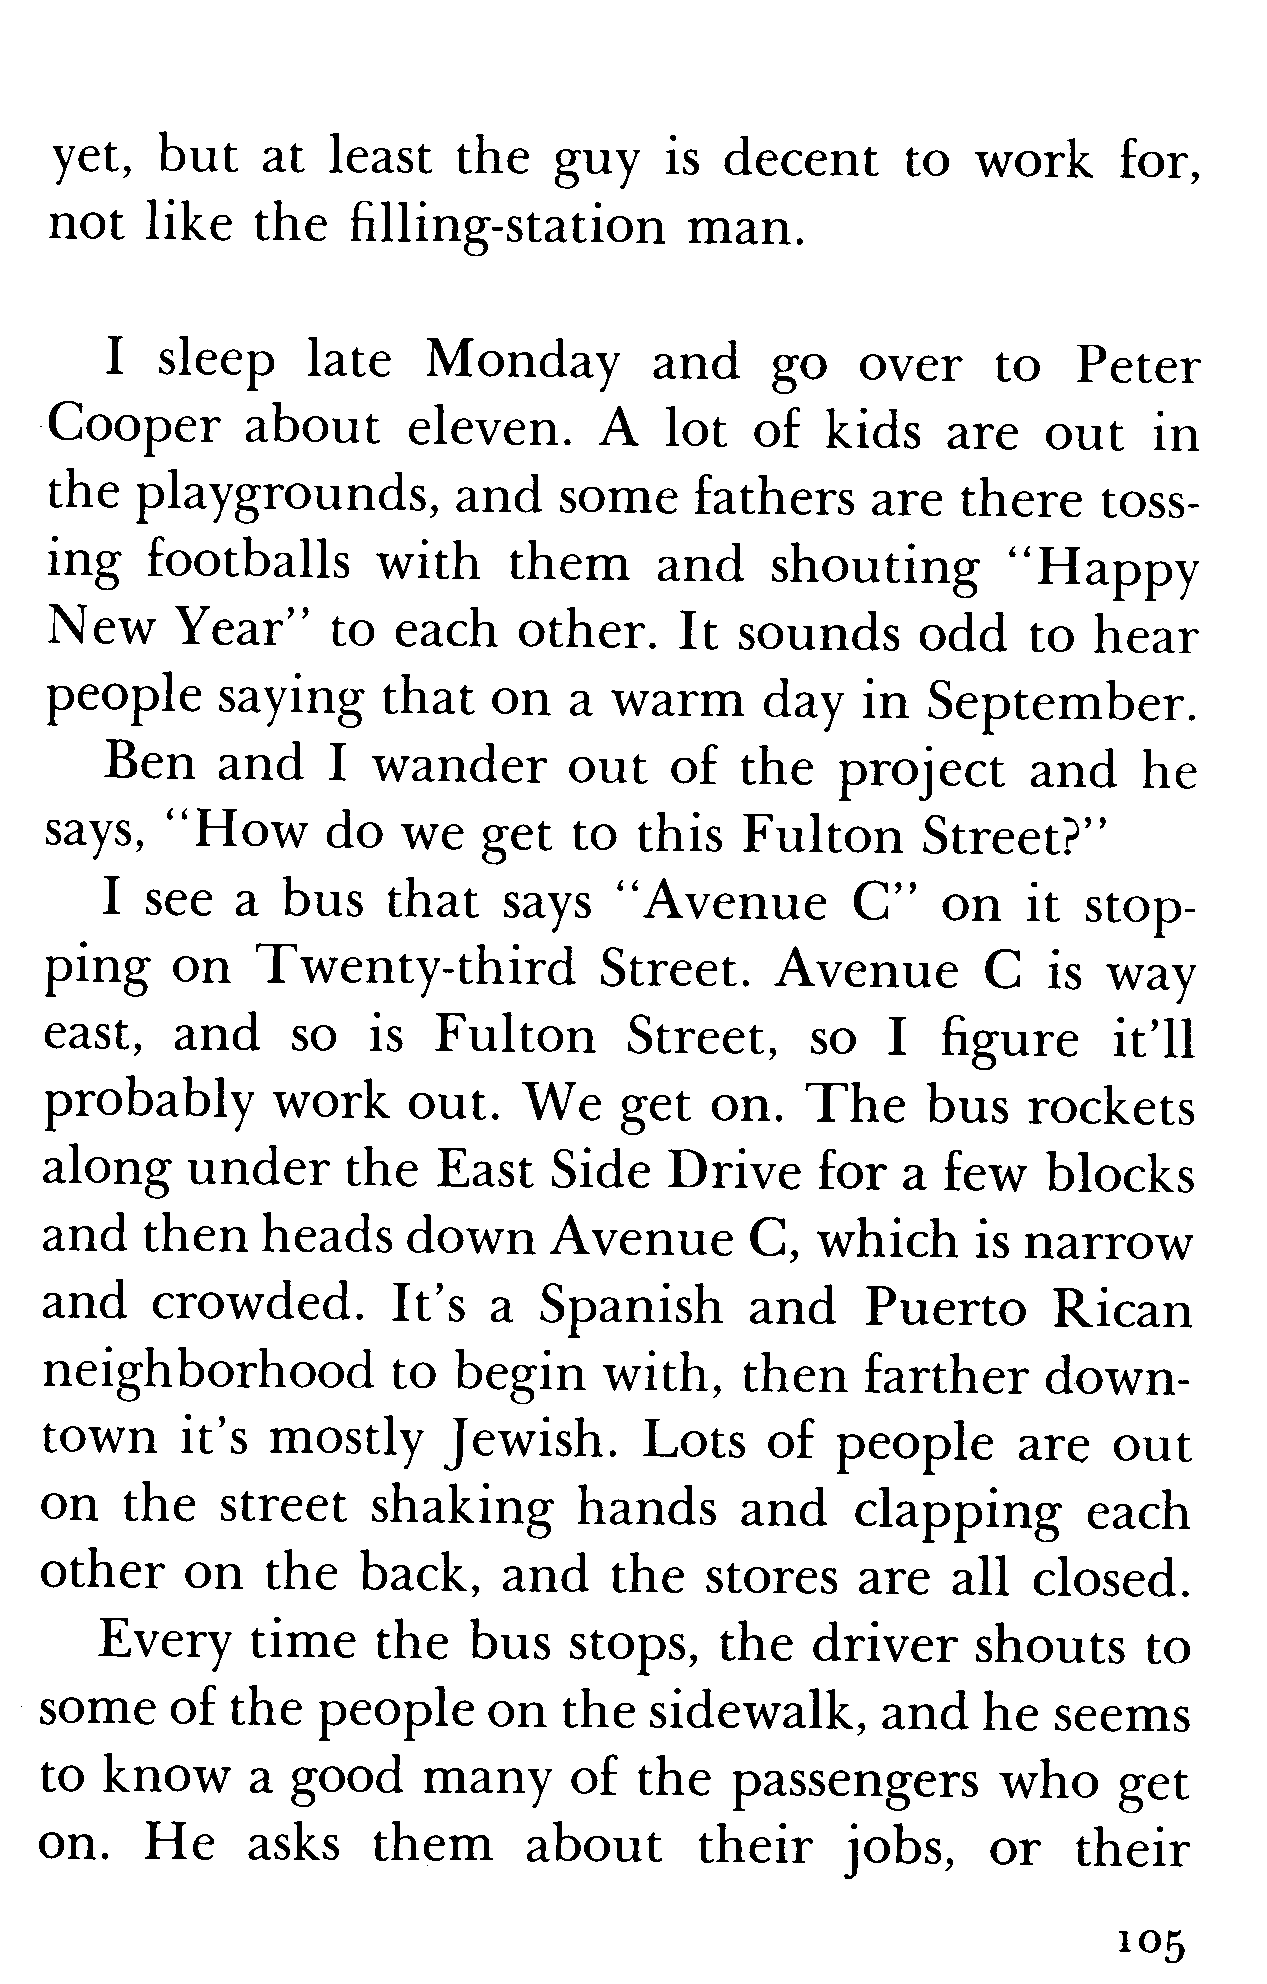 yet, but at least the guy is decent to work for,
not like the filling-station man.
I sleep late Monday and go over to Peter
Cooper about eleven. A lot of kids are out in
the playgrounds, and some fathers are there toss-
ing footballs with them and shouting “Happy
New Year” to each other. It sounds odd to hear
people saying that on a warm day in September.
Ben and I wander out of the project and he
says, “How do we get to this Fulton Street?”
I see a bus that says “Avenue C” on it stop-
ping on Twenty-third Street. Avenue C is way
east, and so is Fulton Street, so I figure it’ll
probably work out. We get on. The bus rockets
along under the East Side Drive for a few blocks
and then heads down Avenue C, which is narrow
and crowded. It’s a Spanish and Puerto Rican
neighborhood to begin with, then farther down-
town it’s mostly Jewish. Lots of people are out
on the street shaking hands and clapping each
other on the back, and the stores are all closed.
Every time the bus stops, the driver shouts to
some of the people on the sidewalk, and he seems
to know a good many of the passengers who get
on. He asks them about their jobs, or their
105